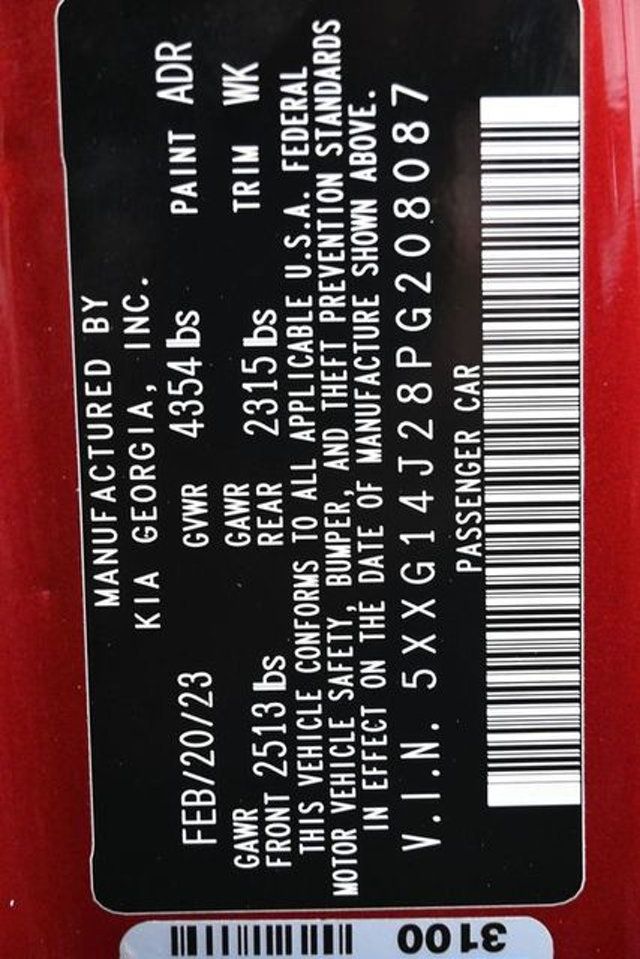 MANUFACTURED BY
KIA GEORGIA, INC.
FEB/20/23 GVWR 4354 lbs PAINT ADR
GAWR GAWR TRIM WK
FRONT 2513 lbs REAR 2315 lbs
THIS VEHICLE CONFORMS TO ALL APPLICABLE U.S.A. FEDERAL
MOTOR VEHICLE SAFETY, BUMPER, AND THEFT PREVENTION STANDARDS
IN EFFECT ON THE DATE OF MANUFACTURE SHOWN ABOVE.
V.I.N. 5XXG14J28PG208087
PASSENGER CAR
3100